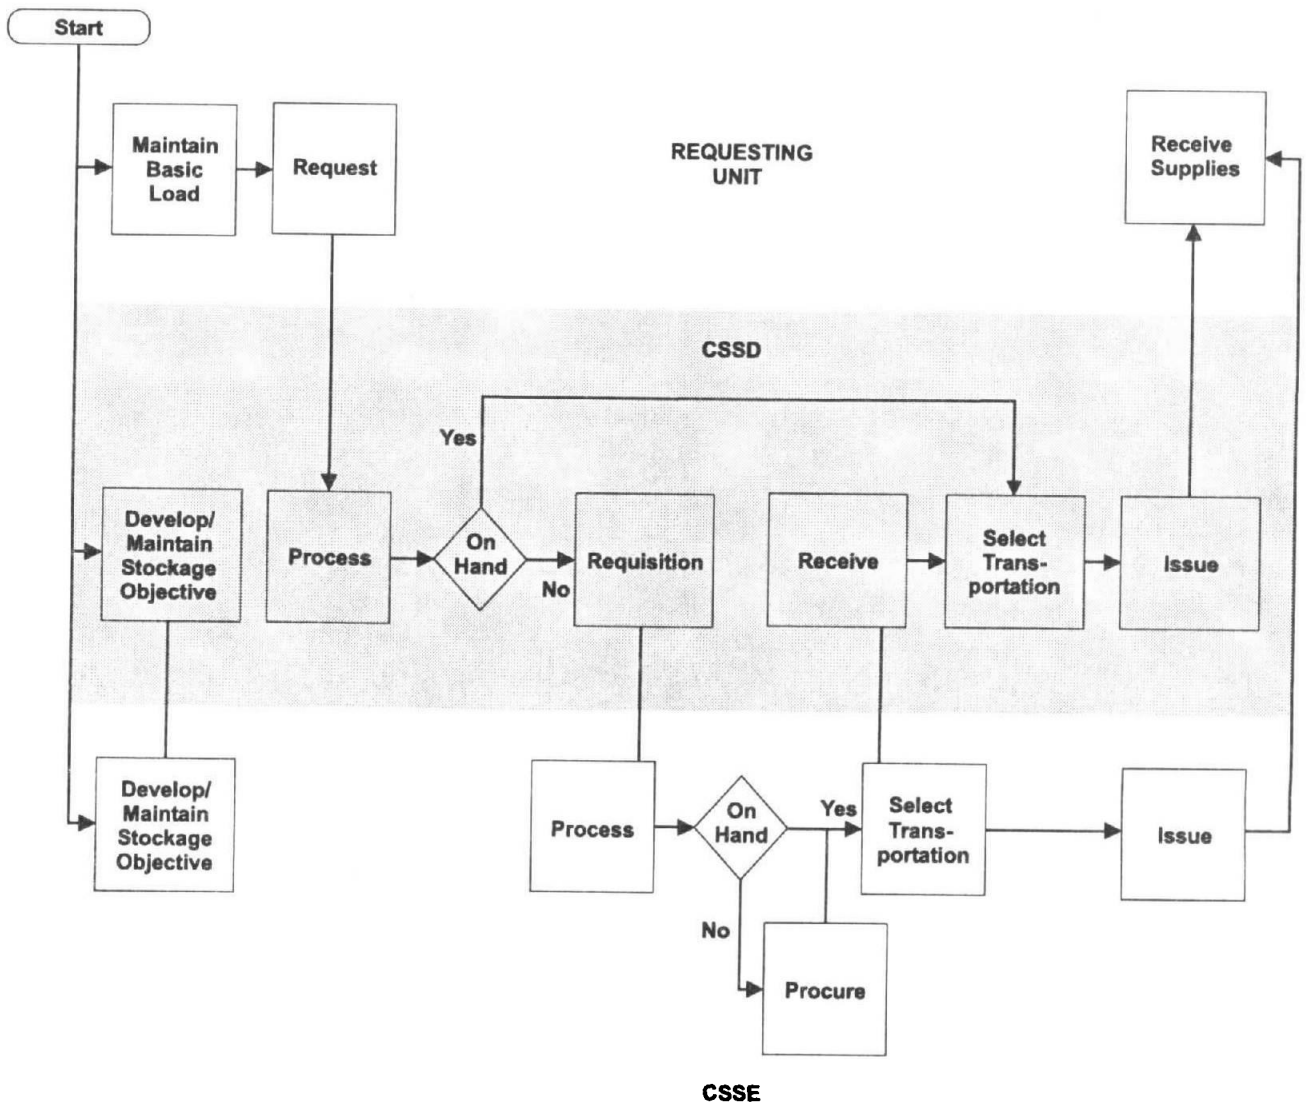 Start
Maintain
Basic
Load
Request
REQUESTING
UNIT
Receive
Supplies
CSSD
Yes
Develop/
Maintain
Stockage
Objective
Process
On
Hand
No
Requisition
Receive
Select
Trans-
portation
Issue
Develop/
Maintain
Stockage
Objective
Process
On
Hand
Yes
Select
Trans-
portation
Issue
No
Procure
CSSE